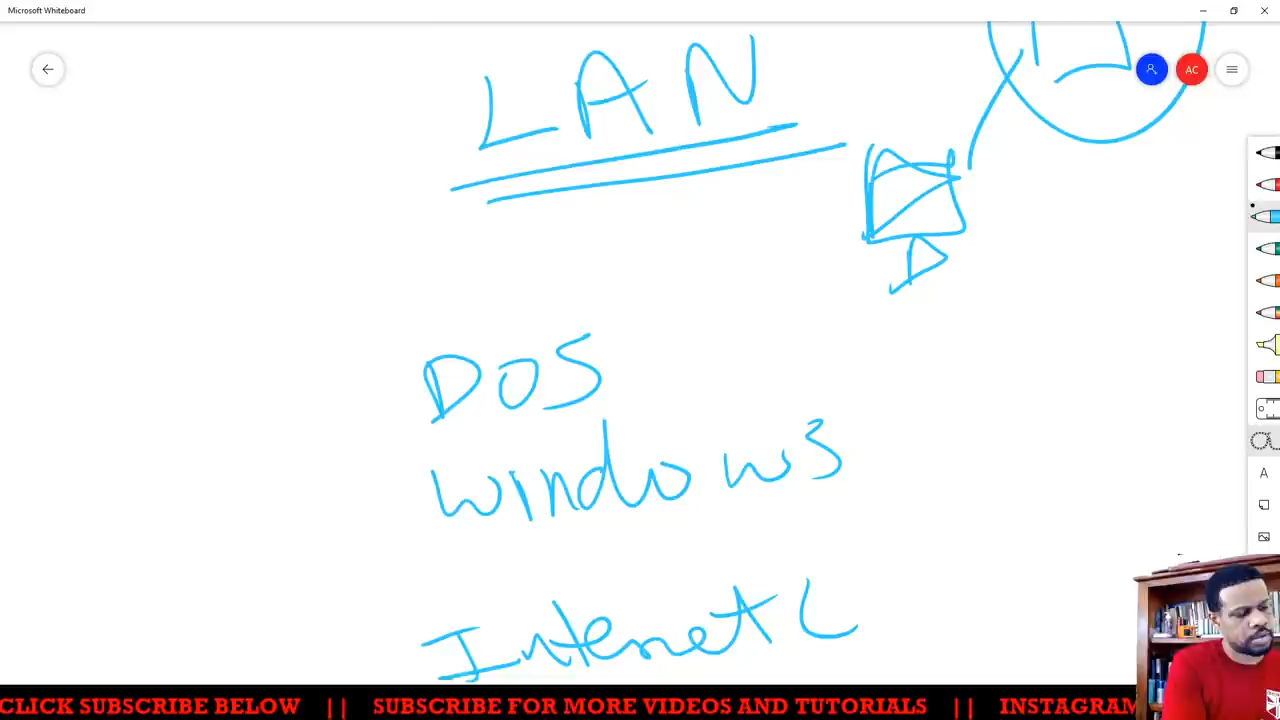 Microsoft Whiteboard
AC
LAN
D
DOS
Windows
Internet C
A
CLICK SUBSCRIBE BELOW || SUBSCRIBE FOR MORE VIDEOS AND TUTORIALS || INSTAGRAM